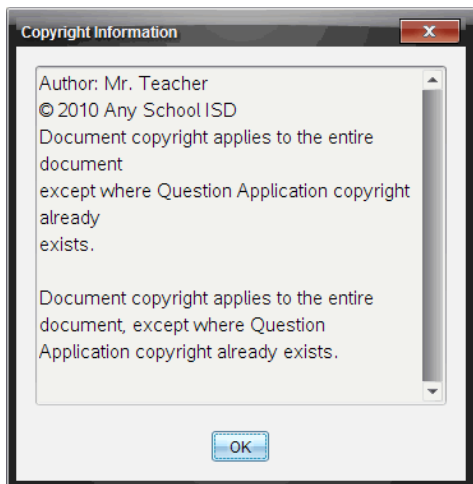 Copyright Information
X
Author: Mr. Teacher
© 2010 Any School ISD
Document copyright applies to the entire
document
except where Question Application copyright
already
exists.
Document copyright applies to the entire
document, except where Question
Application copyright already exists.
OK